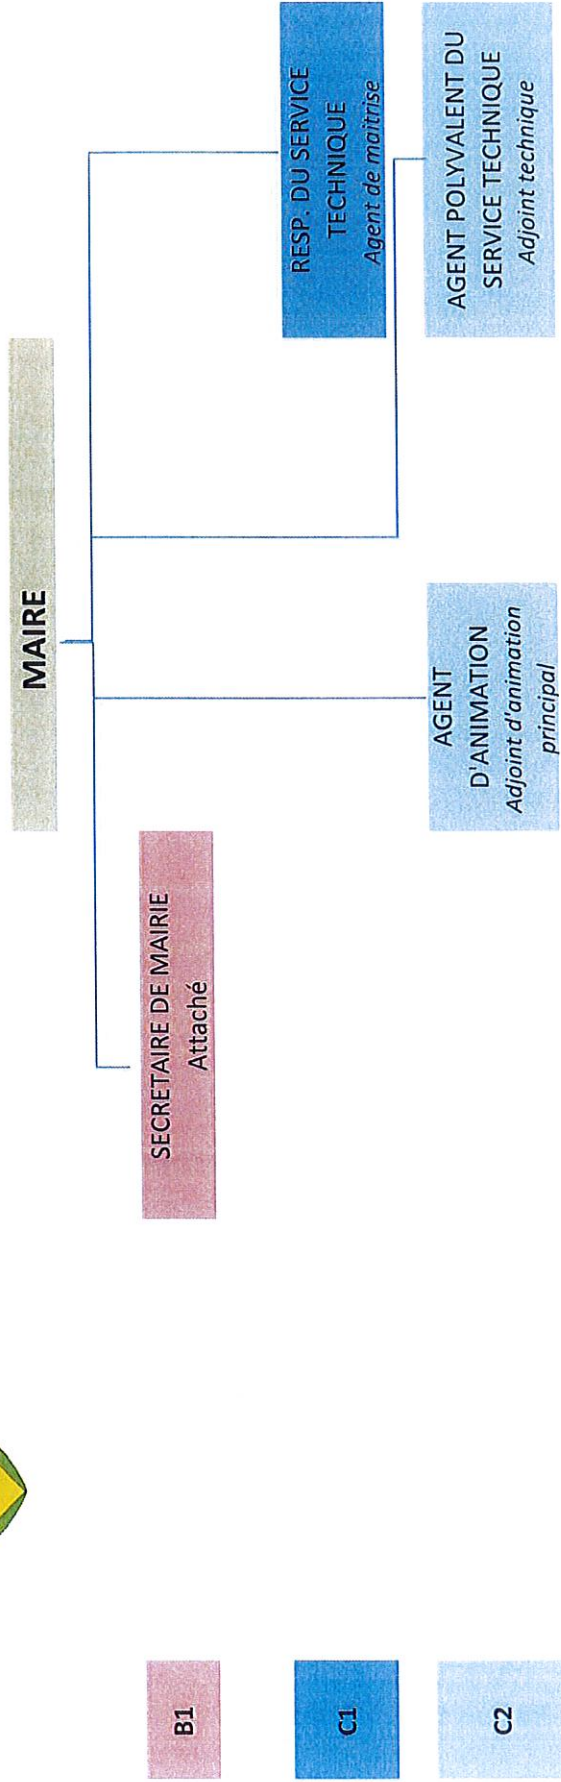 MAIRE
B1
SECRETAIRE DE MAIRIE
Attaché
C1
RESP. DU SERVICE
TECHNIQUE
Agent de maitrise
C2
AGENT
D'ANIMATION
Adjoint d'animation
principal
AGENT POLYVALENT DU
SERVICE TECHNIQUE
Adjoint technique